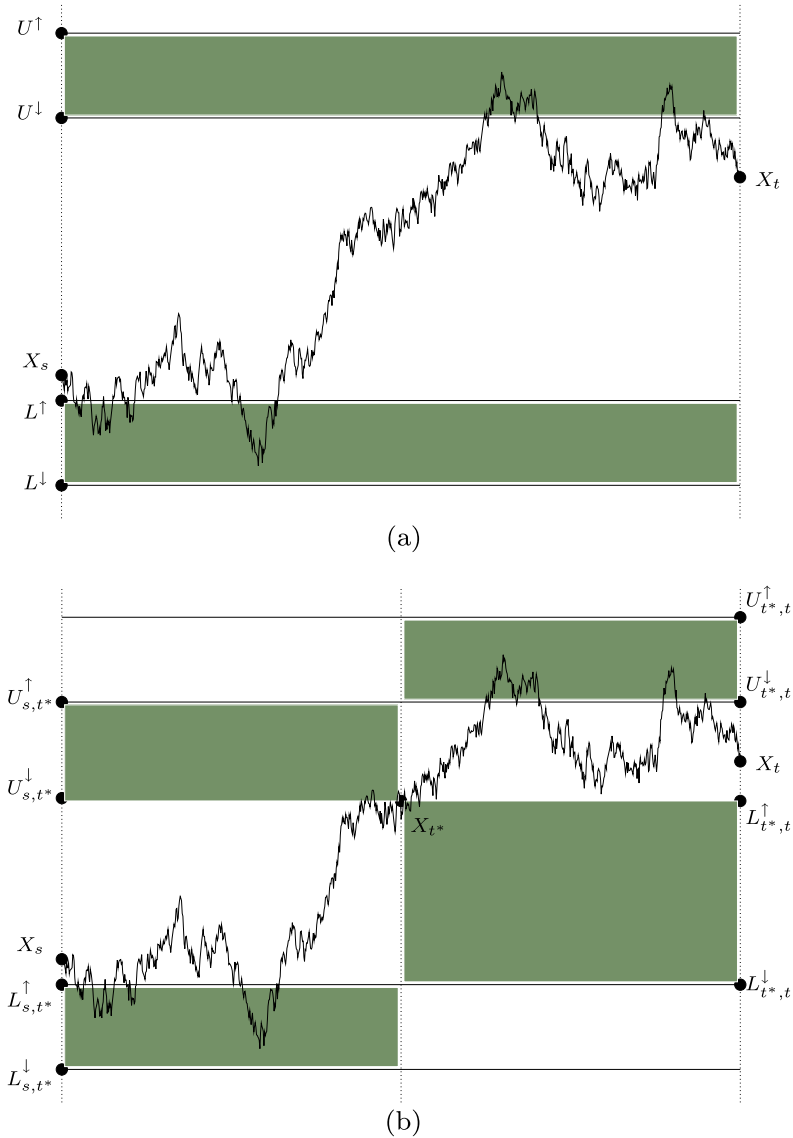 U↑
U↓
X_t
X_s
L↑
L↓
(a)
U↑_{t*,t}
U↑_{s,t*}
U↓_{t*,t}
X_t
U↓_{s,t*}
L↑_{t*,t}
X_{t*}
X_s
L↑_{s,t*}
L↓_{t*,t}
L↓_{s,t*}
(b)